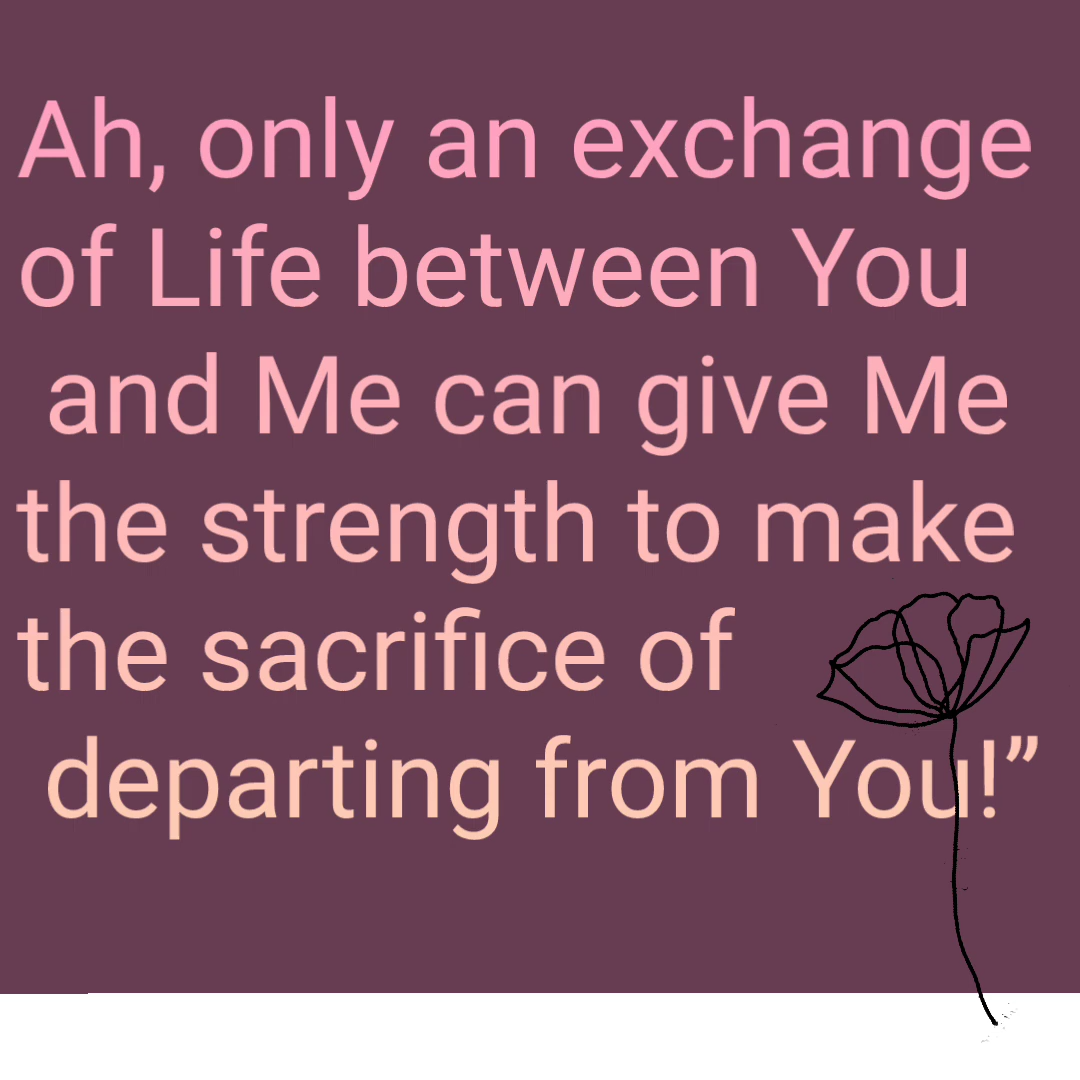 Ah, only an exchange
of Life between You
and Me can give Me
the strength to make
the sacrifice of
departing from You!”